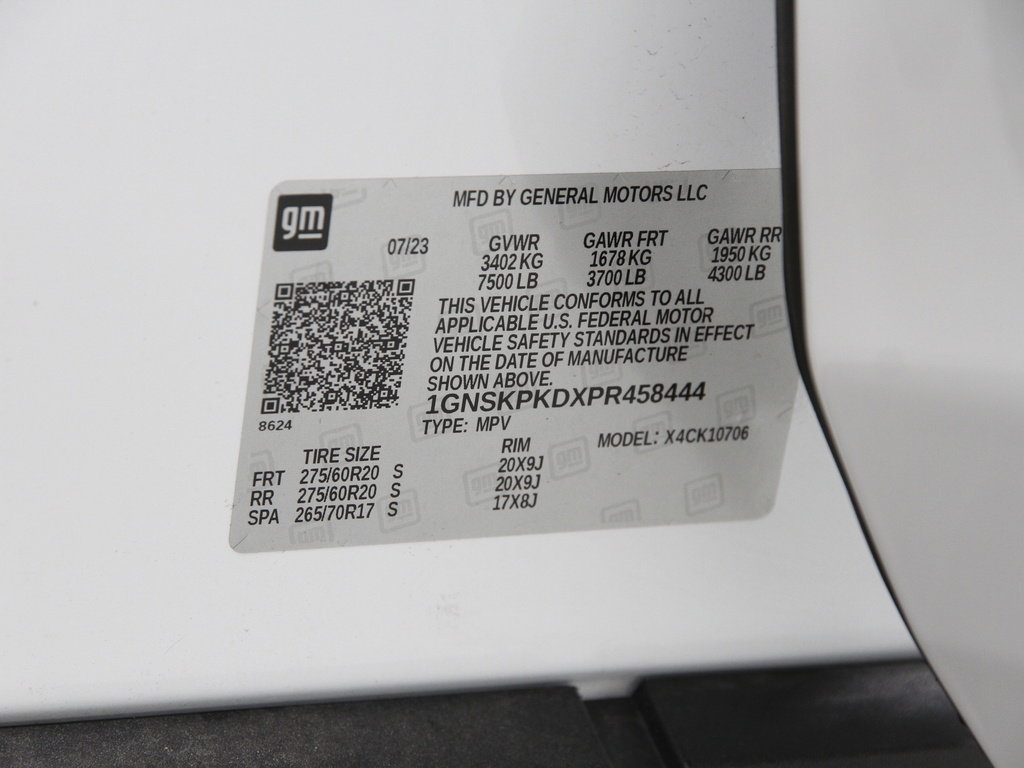 gm
MFD BY GENERAL MOTORS LLC
07/23 GVWR GAWR FRT GAWR RR
3402 KG 1678 KG 1950 KG
7500 LB 3700 LB 4300 LB
THIS VEHICLE CONFORMS TO ALL
APPLICABLE U.S. FEDERAL MOTOR
VEHICLE SAFETY STANDARDS IN EFFECT
ON THE DATE OF MANUFACTURE
SHOWN ABOVE.
1GNSKPKDXPR458444
8624
TYPE: MPV
MODEL: X4CK10706
TIRE SIZE RIM
FRT 275/60R20 S 20X9J
RR 275/60R20 S 20X9J
SPA 265/70R17 S 17X8J